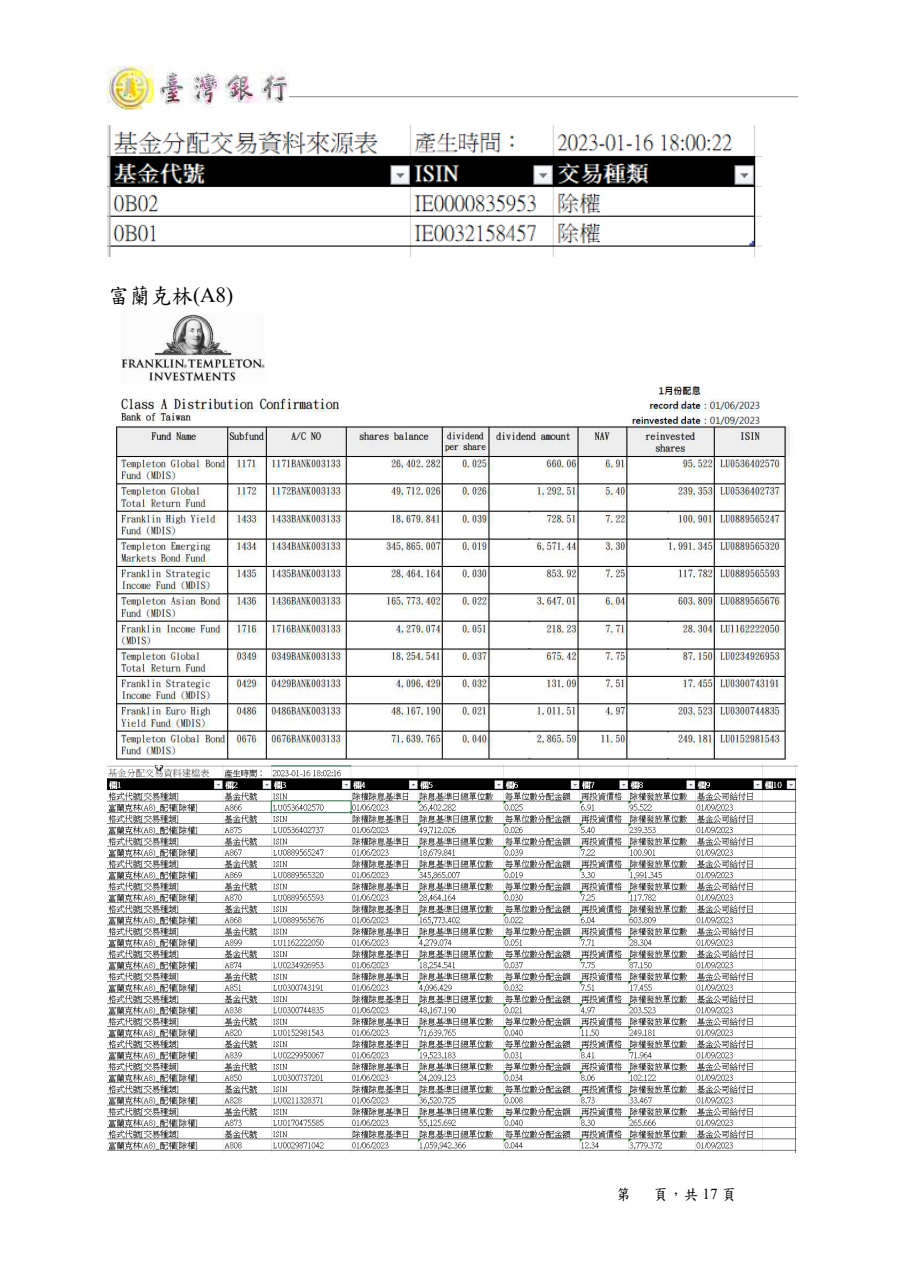 臺灣銀行
基金分配交易資料來源表 產生時間： 2023-01-16 18:00:22
基金代號 ISIN 交易種類
0B02 IE0000835953 除權
0B01 IE0032158457 除權
富蘭克林(A8)
FRANKLIN TEMPLETON
INVESTMENTS
1月份配息
Class A Distribution Confirmation record date：01/06/2023
Bank of Taiwan reinvested date：01/09/2023
Fund Name Subfund A/C NO shares balance dividend per share dividend amount NAV reinvested shares ISIN
Templeton Global Bond Fund (MDIS) 1171 1171BANK003133 26,402.282 0.025 660.06 6.91 95.522 LU0536402570
Templeton Global Total Return Fund 1172 1172BANK003133 49,712.026 0.026 1,292.51 5.40 239.353 LU0536402737
Franklin High Yield Fund (MDIS) 1433 1433BANK003133 18,679.841 0.039 728.51 7.22 100.901 LU0889565247
Templeton Emerging Markets Bond Fund 1434 1434BANK003133 345,865.007 0.019 6,571.44 3.30 1,991.345 LU0889565320
Franklin Strategic Income Fund (MDIS) 1435 1435BANK003133 28,464.164 0.030 853.92 7.25 117.782 LU0889565593
Templeton Asian Bond Fund (MDIS) 1436 1436BANK003133 165,773.402 0.022 3,647.01 6.04 603.809 LU0889565676
Franklin Income Fund (MDIS) 1716 1716BANK003133 4,279.074 0.051 218.23 7.71 28.304 LU1162222050
Templeton Global Total Return Fund 0349 0349BANK003133 18,254.541 0.037 675.42 7.75 87.150 LU0234926953
Franklin Strategic Income Fund (MDIS) 0429 0429BANK003133 4,096.429 0.032 131.09 7.51 17.455 LU0300743191
Franklin Euro High Yield Fund (MDIS) 0486 0486BANK003133 48,167.190 0.021 1,011.51 4.97 203.523 LU0300744835
Templeton Global Bond Fund (MDIS) 0676 0676BANK003133 71,639.765 0.040 2,865.59 11.50 249.181 LU0152981543
基金分配交易資料建檔表 產生時間： 2023-01-16 18:02:16
欄1 欄2 欄3 欄4 欄5 欄6 欄7 欄8 欄9 欄10
格式代號[交易種類] 基金代號 ISIN 除權除息基準日 除息基準日總單位數 每單位數分配金額 再投資價格 除權發放單位數 基金公司給付日
富蘭克林(A8)_配權[除權] A866 LU0536402570 01/06/2023 26,402.282 0.025 6.91 95.522 01/09/2023
格式代號[交易種類] 基金代號 ISIN 除權除息基準日 除息基準日總單位數 每單位數分配金額 再投資價格 除權發放單位數 基金公司給付日
富蘭克林(A8)_配權[除權] A875 LU0536402737 01/06/2023 49,712.026 0.026 5.40 239.353 01/09/2023
格式代號[交易種類] 基金代號 ISIN 除權除息基準日 除息基準日總單位數 每單位數分配金額 再投資價格 除權發放單位數 基金公司給付日
富蘭克林(A8)_配權[除權] A867 LU0889565247 01/06/2023 18,679.841 0.039 7.22 100.901 01/09/2023
格式代號[交易種類] 基金代號 ISIN 除權除息基準日 除息基準日總單位數 每單位數分配金額 再投資價格 除權發放單位數 基金公司給付日
富蘭克林(A8)_配權[除權] A869 LU0889565320 01/06/2023 345,865.007 0.019 3.30 1,991.345 01/09/2023
格式代號[交易種類] 基金代號 ISIN 除權除息基準日 除息基準日總單位數 每單位數分配金額 再投資價格 除權發放單位數 基金公司給付日
富蘭克林(A8)_配權[除權] A870 LU0889565593 01/06/2023 28,464.164 0.030 7.25 117.782 01/09/2023
格式代號[交易種類] 基金代號 ISIN 除權除息基準日 除息基準日總單位數 每單位數分配金額 再投資價格 除權發放單位數 基金公司給付日
富蘭克林(A8)_配權[除權] A868 LU0889565676 01/06/2023 165,773.402 0.022 6.04 603.809 01/09/2023
格式代號[交易種類] 基金代號 ISIN 除權除息基準日 除息基準日總單位數 每單位數分配金額 再投資價格 除權發放單位數 基金公司給付日
富蘭克林(A8)_配權[除權] A899 LU1162222050 01/06/2023 4,279.074 0.051 7.71 28.304 01/09/2023
格式代號[交易種類] 基金代號 ISIN 除權除息基準日 除息基準日總單位數 每單位數分配金額 再投資價格 除權發放單位數 基金公司給付日
富蘭克林(A8)_配權[除權] A874 LU0234926953 01/06/2023 18,254.541 0.037 7.75 87.150 01/09/2023
格式代號[交易種類] 基金代號 ISIN 除權除息基準日 除息基準日總單位數 每單位數分配金額 再投資價格 除權發放單位數 基金公司給付日
富蘭克林(A8)_配權[除權] A851 LU0300743191 01/06/2023 4,096.429 0.032 7.51 17.455 01/09/2023
格式代號[交易種類] 基金代號 ISIN 除權除息基準日 除息基準日總單位數 每單位數分配金額 再投資價格 除權發放單位數 基金公司給付日
富蘭克林(A8)_配權[除權] A838 LU0300744835 01/06/2023 48,167.190 0.021 4.97 203.523 01/09/2023
格式代號[交易種類] 基金代號 ISIN 除權除息基準日 除息基準日總單位數 每單位數分配金額 再投資價格 除權發放單位數 基金公司給付日
富蘭克林(A8)_配權[除權] A820 LU0152981543 01/06/2023 71,639.765 0.040 11.50 249.181 01/09/2023
格式代號[交易種類] 基金代號 ISIN 除權除息基準日 除息基準日總單位數 每單位數分配金額 再投資價格 除權發放單位數 基金公司給付日
富蘭克林(A8)_配權[除權] A839 LU0229950067 01/06/2023 19,523.183 0.031 8.41 71.964 01/09/2023
格式代號[交易種類] 基金代號 ISIN 除權除息基準日 除息基準日總單位數 每單位數分配金額 再投資價格 除權發放單位數 基金公司給付日
富蘭克林(A8)_配權[除權] A850 LU0300737201 01/06/2023 24,209.123 0.034 8.06 102.122 01/09/2023
格式代號[交易種類] 基金代號 ISIN 除權除息基準日 除息基準日總單位數 每單位數分配金額 再投資價格 除權發放單位數 基金公司給付日
富蘭克林(A8)_配權[除權] A828 LU0211328371 01/06/2023 36,520.725 0.008 8.73 33.467 01/09/2023
格式代號[交易種類] 基金代號 ISIN 除權除息基準日 除息基準日總單位數 每單位數分配金額 再投資價格 除權發放單位數 基金公司給付日
富蘭克林(A8)_配權[除權] A873 LU0170475585 01/06/2023 55,125.692 0.040 8.30 265.666 01/09/2023
格式代號[交易種類] 基金代號 ISIN 除權除息基準日 除息基準日總單位數 每單位數分配金額 再投資價格 除權發放單位數 基金公司給付日
富蘭克林(A8)_配權[除權] A808 LU0029871042 01/06/2023 1,059,942.366 0.044 12.34 3,779.372 01/09/2023
第 頁，共 17 頁